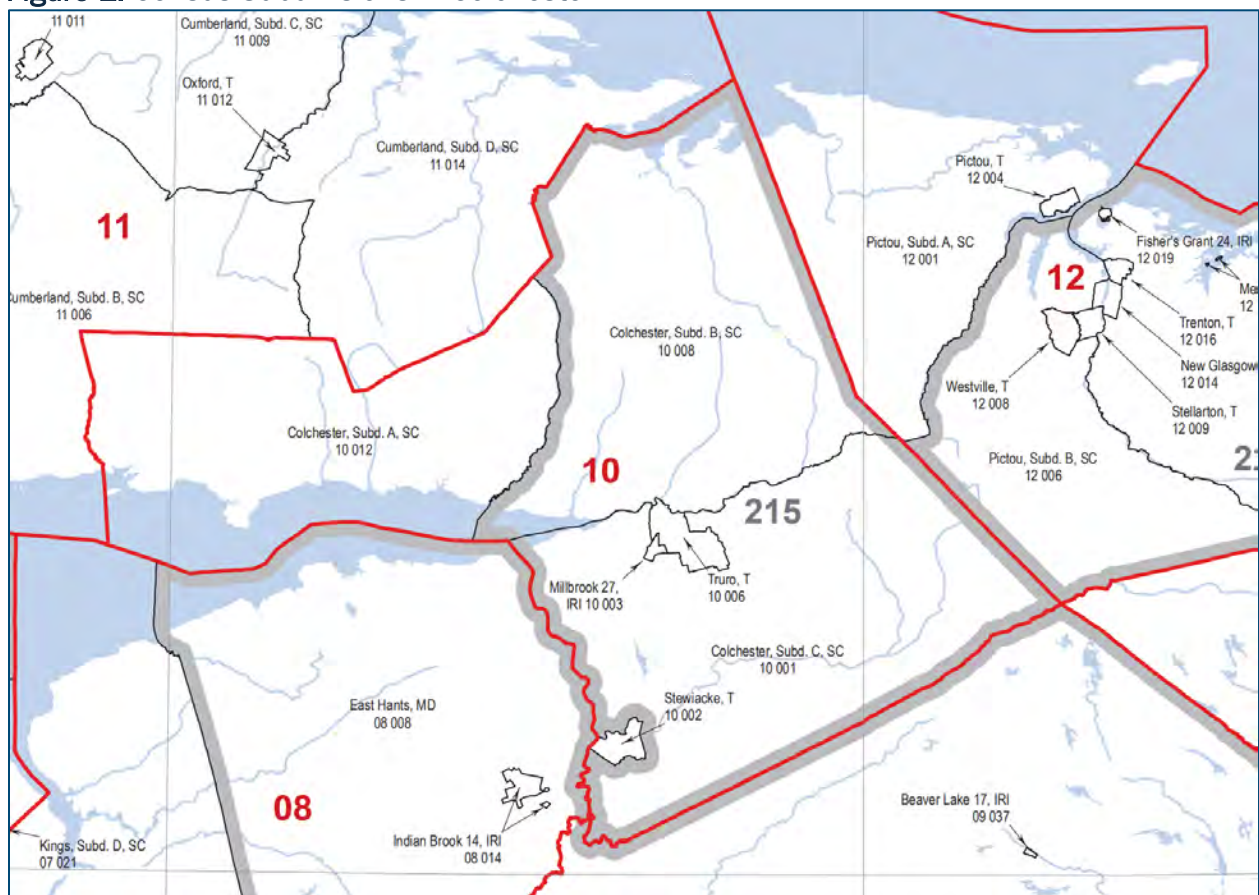 11 011
Cumberland, Subd. C, SC
11 009
Oxford, T
11 012
Cumberland, Subd. D, SC
11 014
Pictou, T
12 004
11
Pictou, Subd. A, SC
12 001
Fisher's Grant 24, IRI
12 019
12
Cumberland, Subd. B, SC
11 006
Colchester, Subd. B, SC
10 008
12
Trenton, T
12 016
New Glasgow
12 014
Westville, T
12 008
Stellarton, T
12 009
Colchester, Subd. A, SC
10 012
10
Pictou, Subd. B, SC
12 006
215
Millbrook 27,
IRI 10 003
Truro, T
10 006
Colchester, Subd. C, SC
10 001
East Hants, MD
08 008
Stewiacke, T
10 002
08
Beaver Lake 17, IRI
09 037
Indian Brook 14, IRI
08 014
Kings, Subd. D, SC
07 021